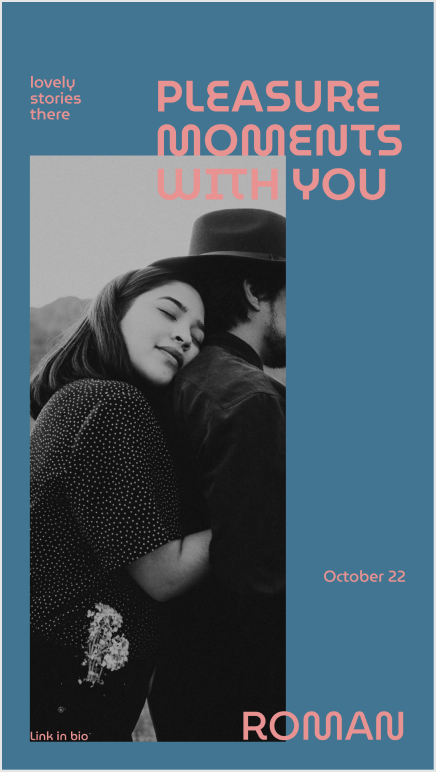 lovely
stories
there
PLEASURE
MOMENTS
WITH YOU
October 22
ROMAN
Link in bio